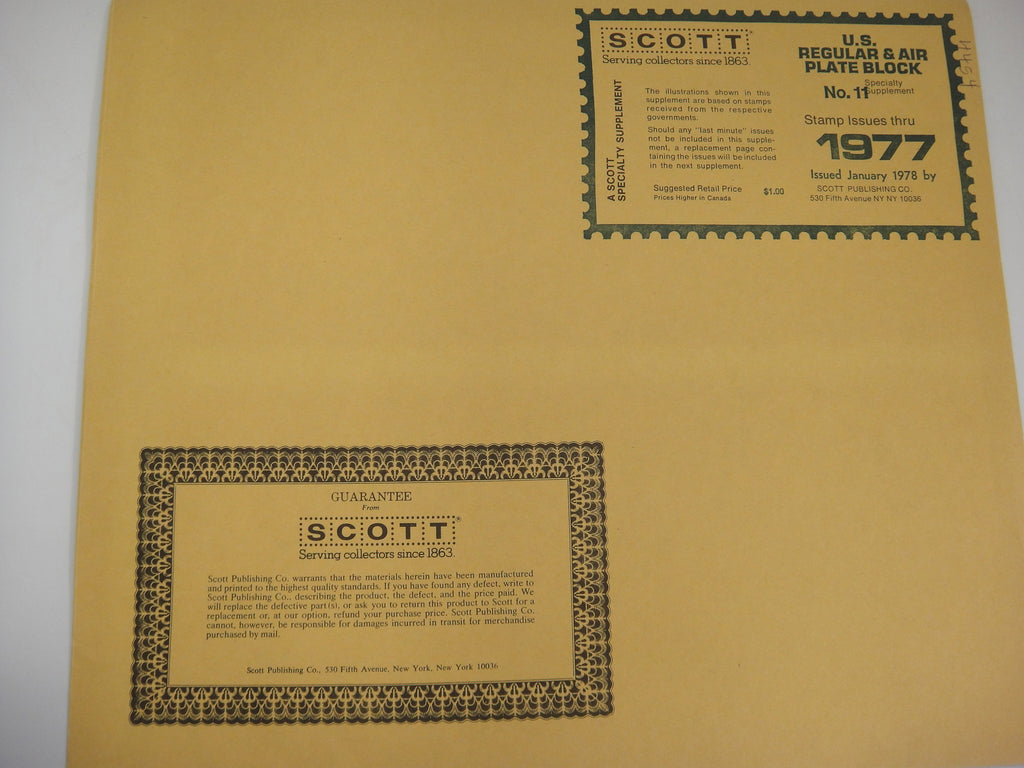 SCOTT®
Serving collectors since 1863.
A SCOTT
SPECIALTY SUPPLEMENT
The illustrations shown in this
supplement are based on stamps
received from the respective
governments.
Should any "last minute" issues
not be included in this supple-
ment, a replacement page con-
taining the issues will be included
in the next supplement.
Suggested Retail Price $1.00
Prices Higher in Canada
U.S.
REGULAR & AIR
PLATE BLOCK
No. 11 Specialty
Supplement
Stamp Issues thru
1977
Issued January 1978 by
SCOTT PUBLISHING CO.
530 Fifth Avenue NY NY 10036
GUARANTEE
From
SCOTT®
Serving collectors since 1863.
Scott Publishing Co. warrants that the materials herein have been manufactured
and printed to the highest quality standards. If you have found any defect, write to
Scott Publishing Co., describing the product, the defect, and the price paid. We
will replace the defective part(s), or ask you to return this product to Scott for a
replacement or, at our option, refund your purchase price. Scott Publishing Co.
cannot, however, be responsible for damages incurred in transit for merchandise
purchased by mail.
Scott Publishing Co., 530 Fifth Avenue, New York, New York 10036